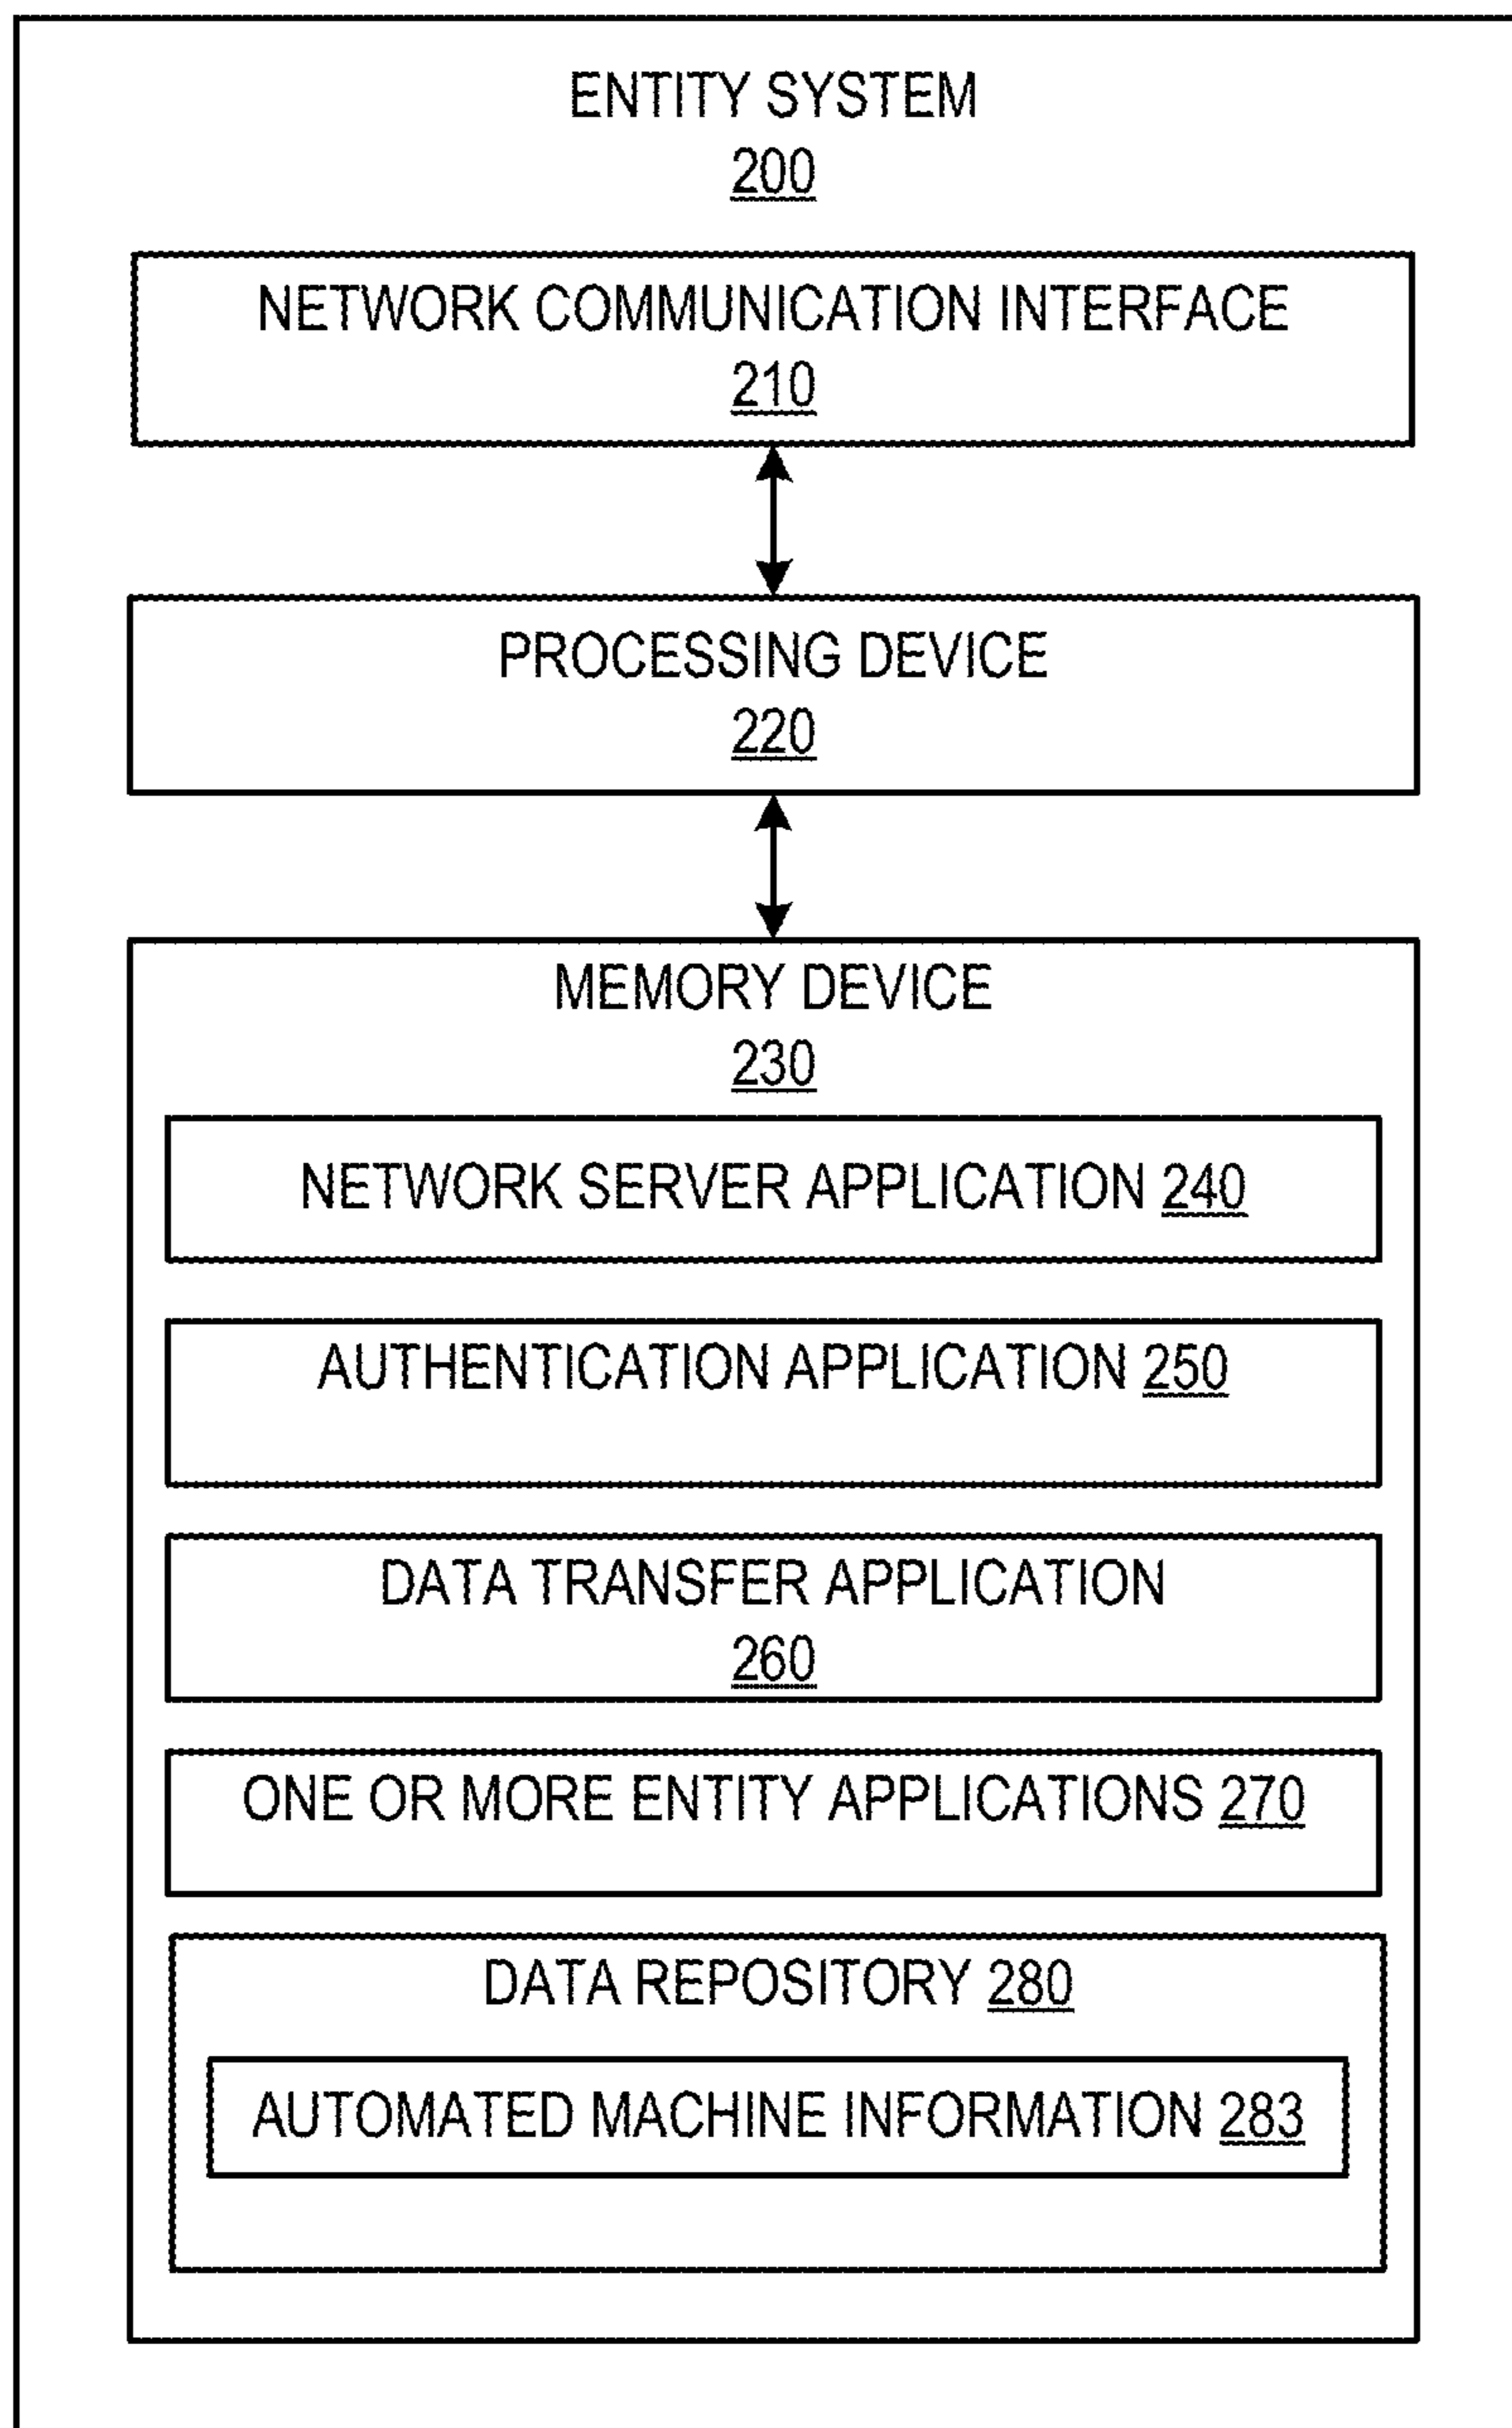 ENTITY SYSTEM
200
NETWORK COMMUNICATION INTERFACE
210
PROCESSING DEVICE
220
MEMORY DEVICE
230
NETWORK SERVER APPLICATION 240
AUTHENTICATION APPLICATION 250
DATA TRANSFER APPLICATION
260
ONE OR MORE ENTITY APPLICATIONS 270
DATA REPOSITORY 280
AUTOMATED MACHINE INFORMATION 283